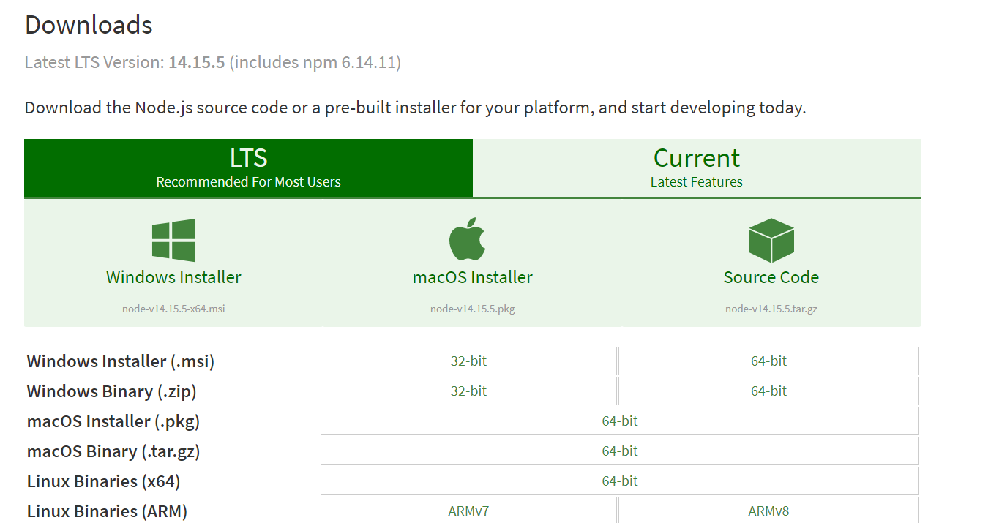 Downloads
Latest LTS Version: 14.15.5 (includes npm 6.14.11)
Download the Node.js source code or a pre-built installer for your platform, and start developing today.
LTS
Recommended For Most Users
Current
Latest Features
Windows Installer
node-v14.15.5-x64.msi
macOS Installer
node-v14.15.5.pkg
Source Code
node-v14.15.5.tar.gz
Windows Installer (.msi) 32-bit 64-bit
Windows Binary (.zip) 32-bit 64-bit
macOS Installer (.pkg) 64-bit
macOS Binary (.tar.gz) 64-bit
Linux Binaries (x64) 64-bit
Linux Binaries (ARM) ARMv7 ARMv8